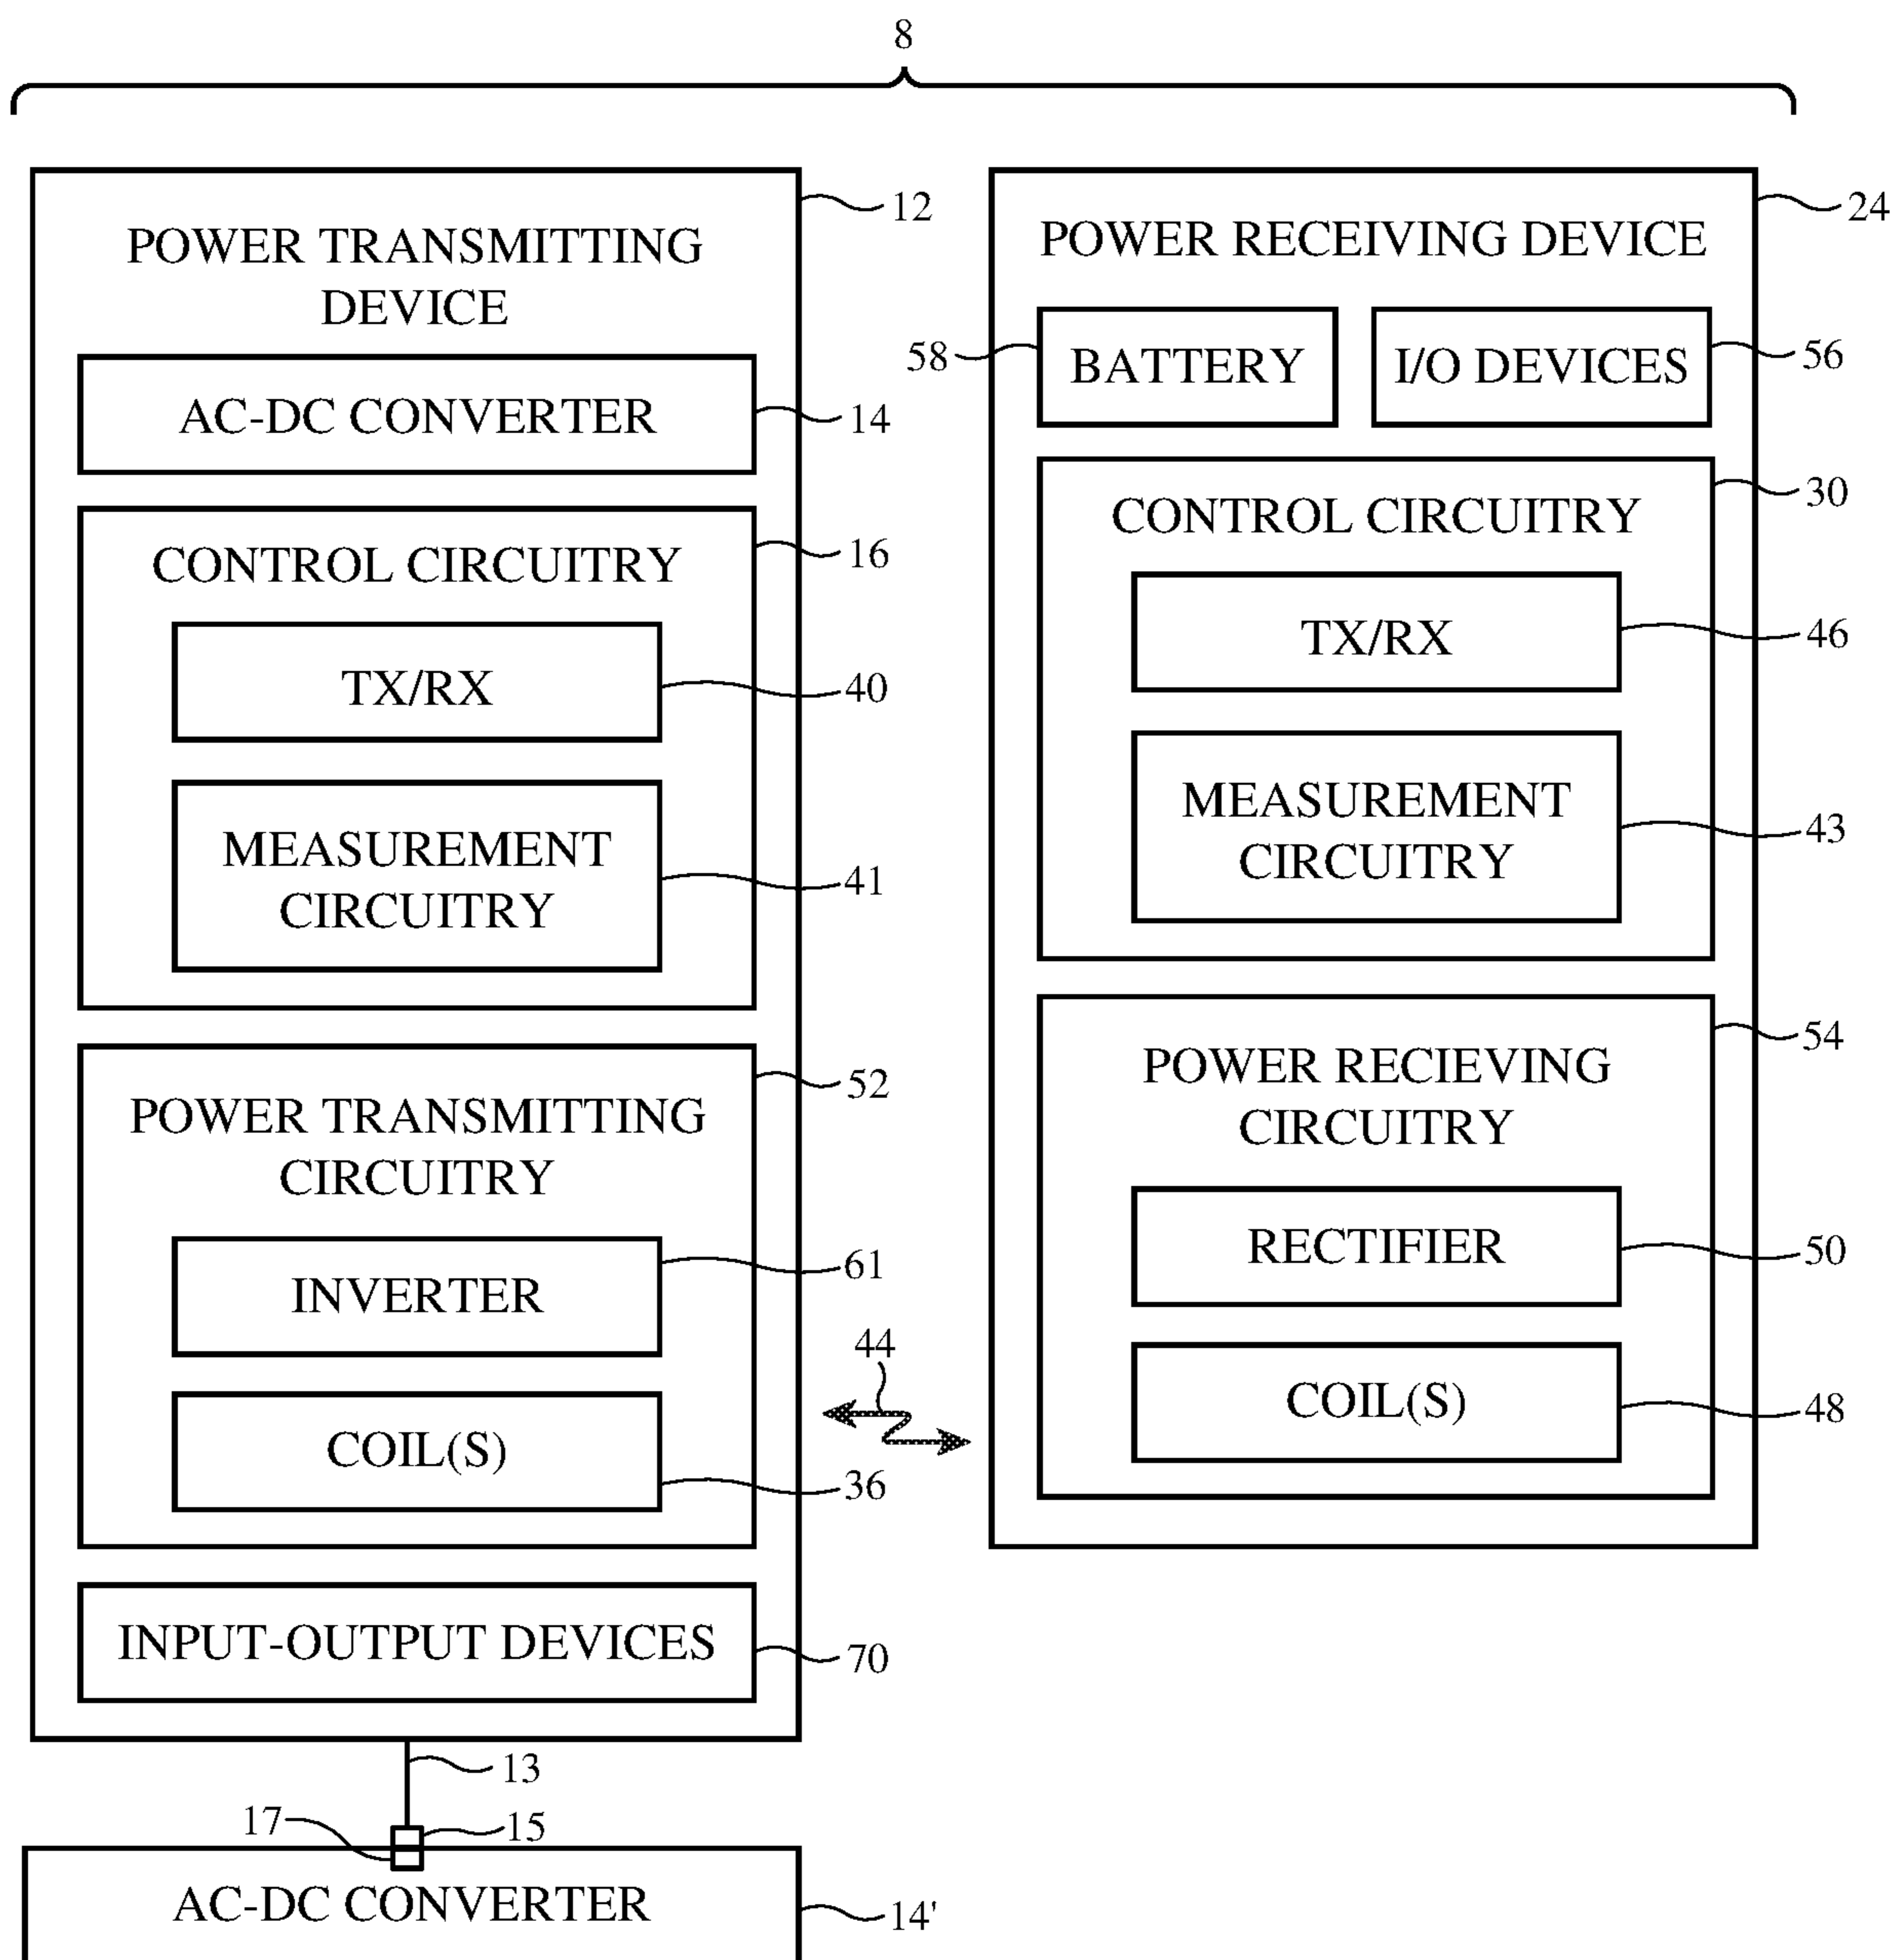 8
12
POWER TRANSMITTING
DEVICE
AC-DC CONVERTER
14
CONTROL CIRCUITRY
16
TX/RX
40
MEASUREMENT
CIRCUITRY
41
POWER TRANSMITTING
CIRCUITRY
52
INVERTER
61
COIL(S)
36
44
INPUT-OUTPUT DEVICES
70
13
17
15
AC-DC CONVERTER
14'
24
POWER RECEIVING DEVICE
58
BATTERY
I/O DEVICES
56
CONTROL CIRCUITRY
30
TX/RX
46
MEASUREMENT
CIRCUITRY
43
POWER RECIEVING
CIRCUITRY
54
RECTIFIER
50
COIL(S)
48